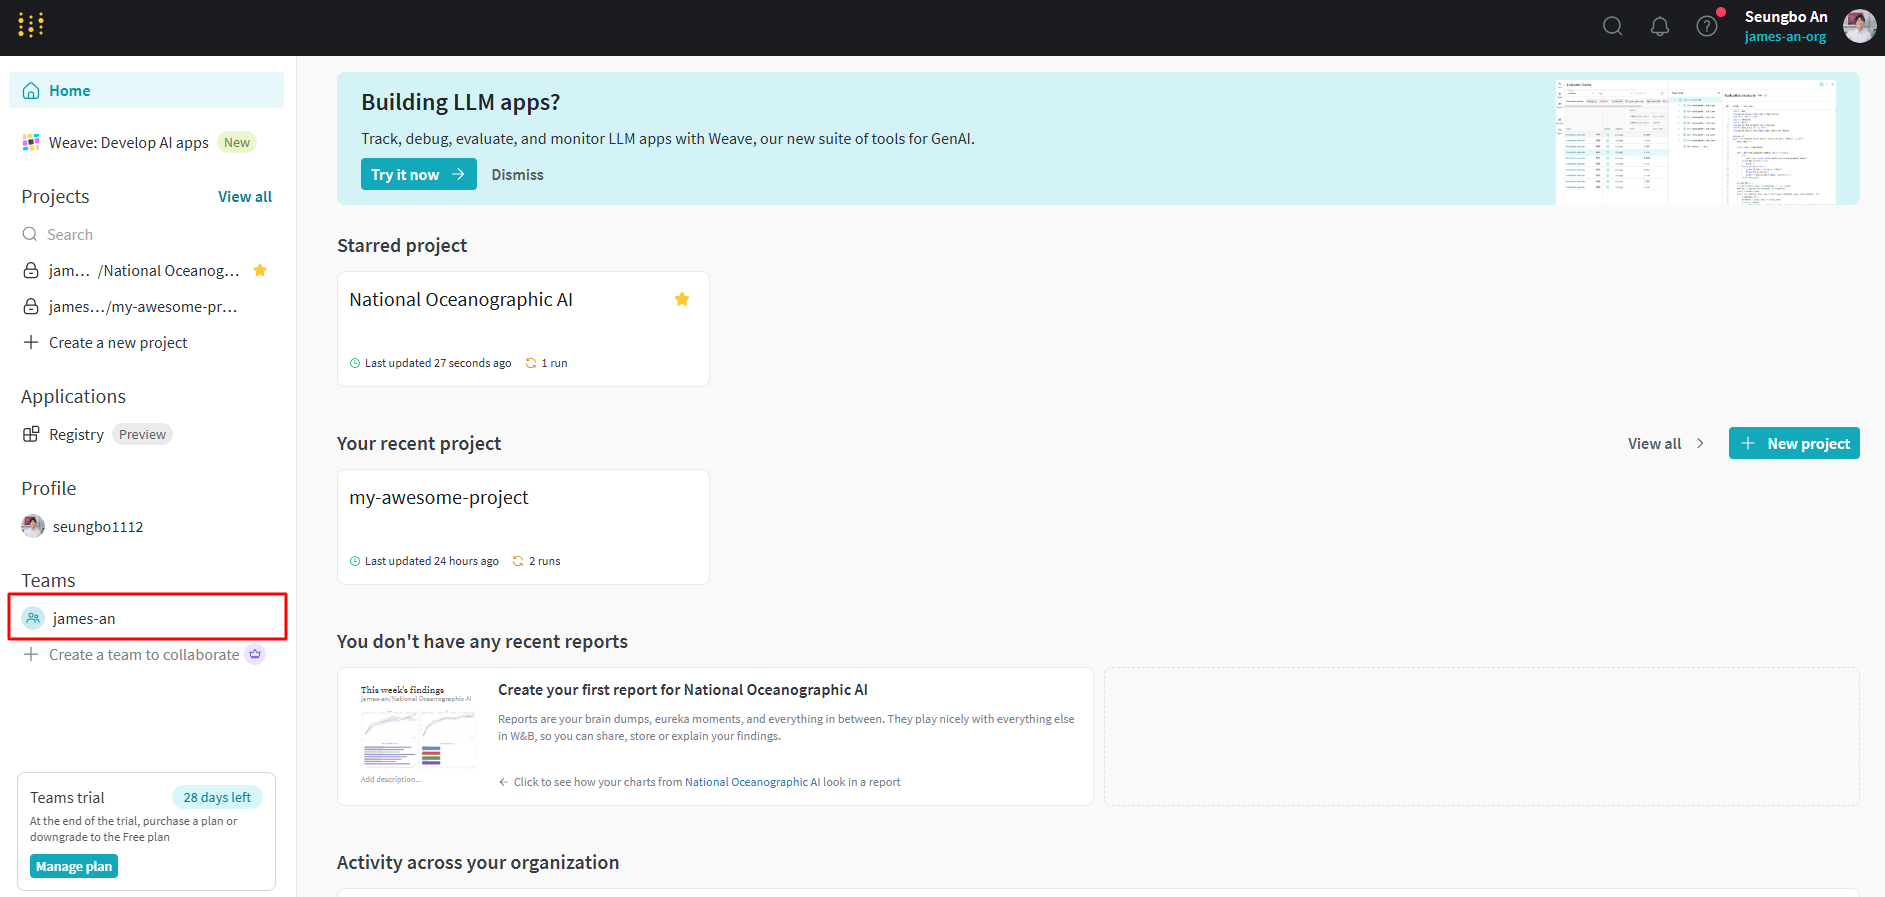 Seungbo An
james-an-org
Home
Weave: Develop AI apps New
Projects View all
Search
jam... /National Oceanog...
james.../my-awesome-pr...
Create a new project
Applications
Registry Preview
Profile
seungbo1112
Teams
james-an
Create a team to collaborate
Teams trial 28 days left
At the end of the trial, purchase a plan or
downgrade to the Free plan
Manage plan
Building LLM apps?
Track, debug, evaluate, and monitor LLM apps with Weave, our new suite of tools for GenAI.
Try it now Dismiss
Starred project
National Oceanographic AI
Last updated 27 seconds ago 1 run
Your recent project View all New project
my-awesome-project
Last updated 24 hours ago 2 runs
You don't have any recent reports
This week's findings
james-an/National Oceanographic AI
Add description...
Create your first report for National Oceanographic AI
Reports are your brain dumps, eureka moments, and everything in between. They play nicely with everything else
in W&B, so you can share, store or explain your findings.
Click to see how your charts from National Oceanographic AI look in a report
Activity across your organization